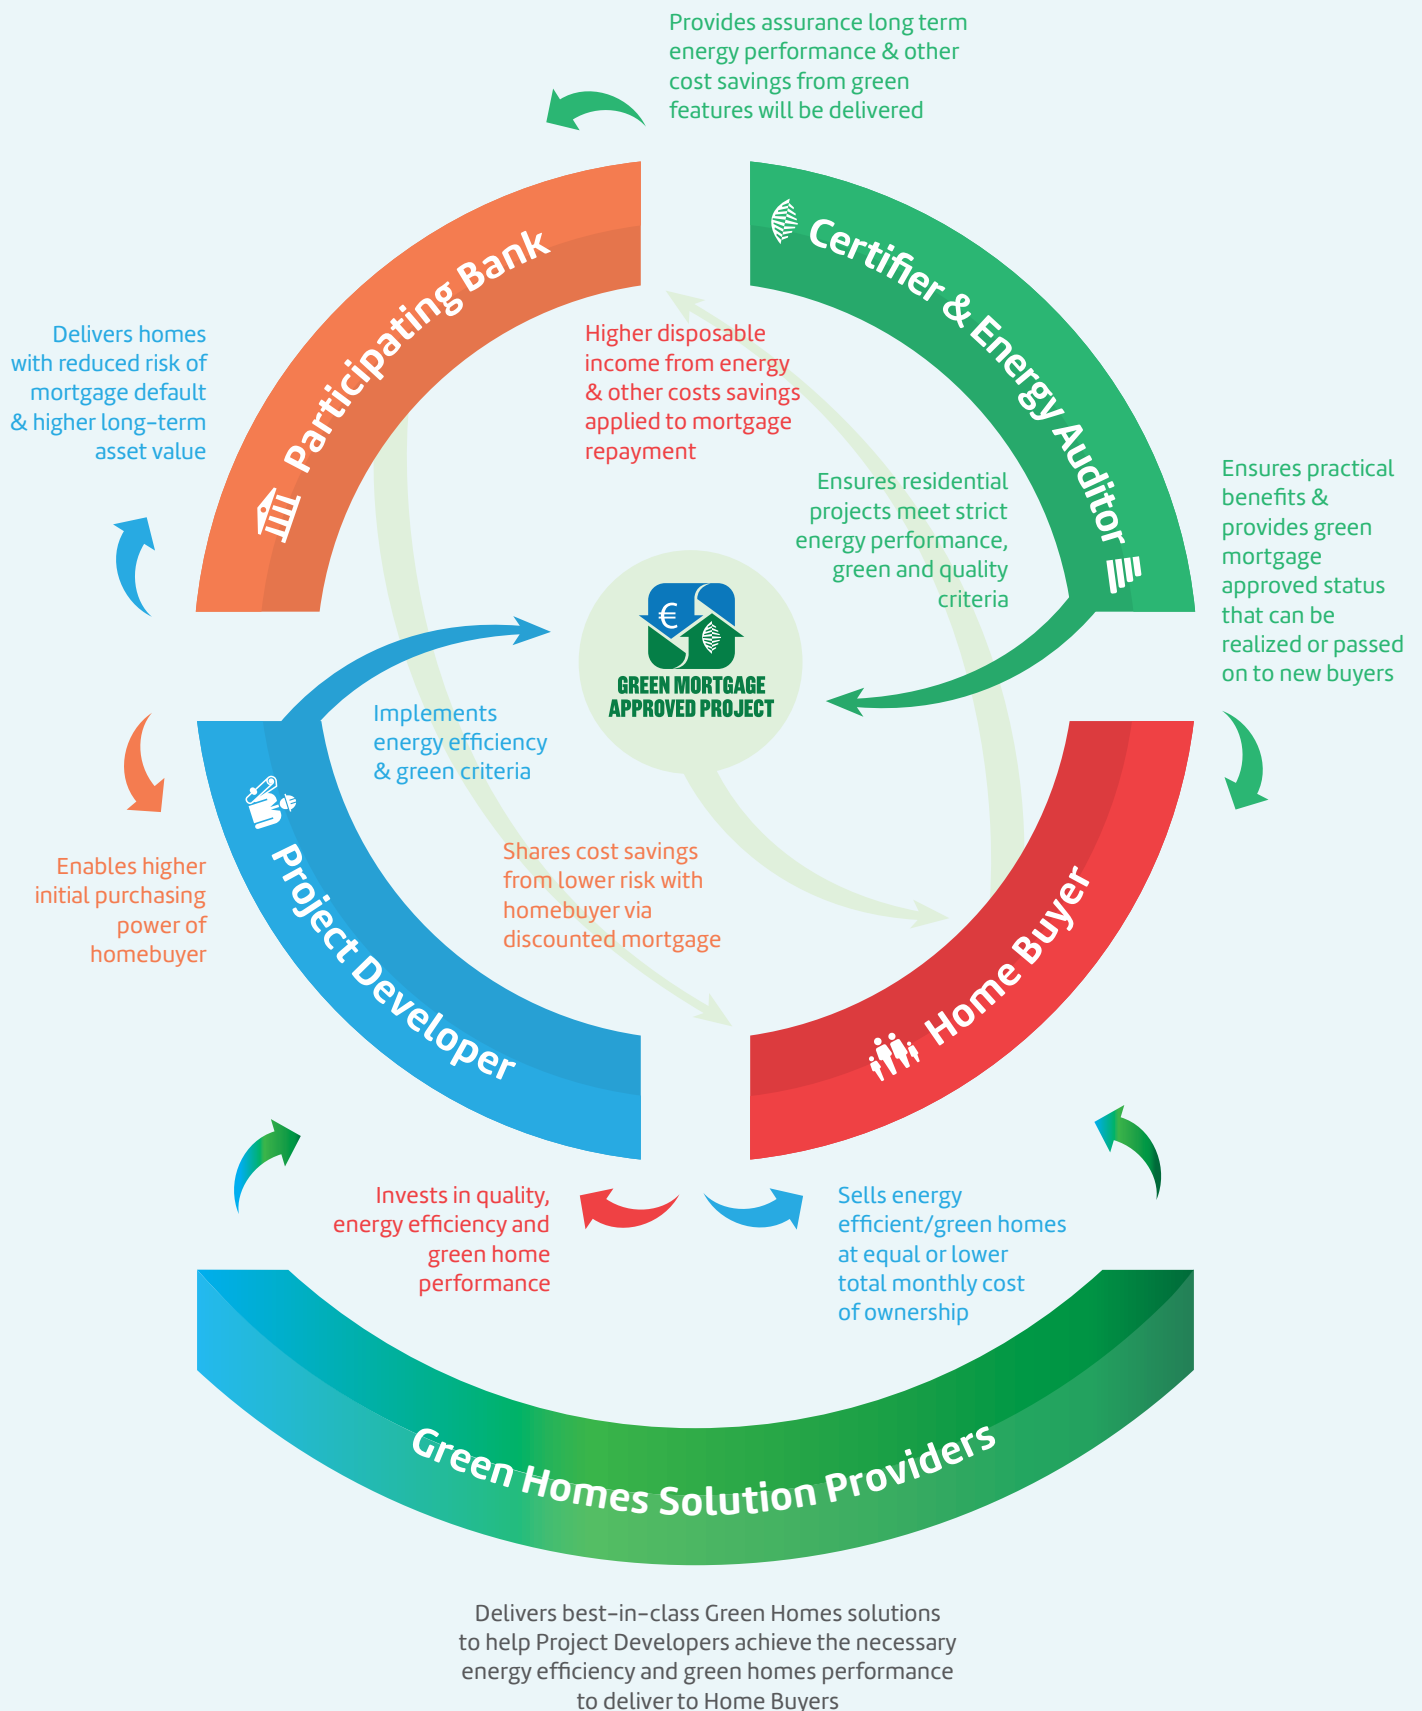 Provides assurance long term
energy performance & other
cost savings from green
features will be delivered
Participating Bank
Certifier & Energy Auditor
Delivers homes
with reduced risk of
mortgage default
& higher long-term
asset value
Higher disposable
income from energy
& other costs savings
applied to mortgage
repayment
Ensures residential
projects meet strict
energy performance,
green and quality
criteria
Ensures practical
benefits &
provides green
mortgage
approved status
that can be
realized or passed
on to new buyers
€
GREEN MORTGAGE
APPROVED PROJECT
Implements
energy efficiency
& green criteria
Enables higher
initial purchasing
power of
homebuyer
Shares cost savings
from lower risk with
homebuyer via
discounted mortgage
Project Developer
Home Buyer
Invests in quality,
energy efficiency and
green home
performance
Sells energy
efficient/green homes
at equal or lower
total monthly cost
of ownership
Green Homes Solution Providers
Delivers best-in-class Green Homes solutions
to help Project Developers achieve the necessary
energy efficiency and green homes performance
to deliver to Home Buyers